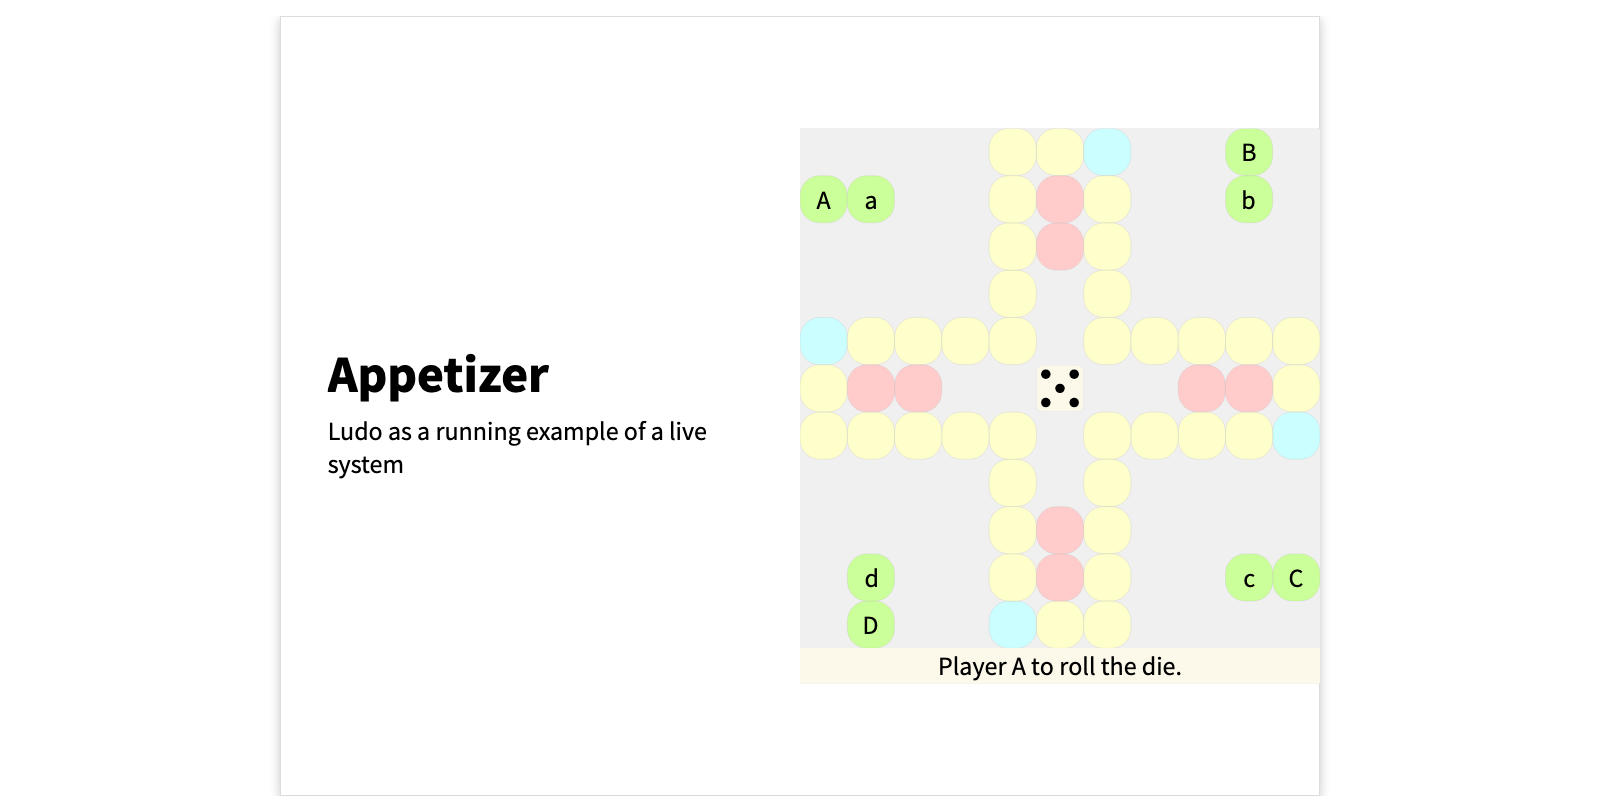 Appetizer
Ludo as a running example of a live
system
B
A a
b
d
c C
D
Player A to roll the die.